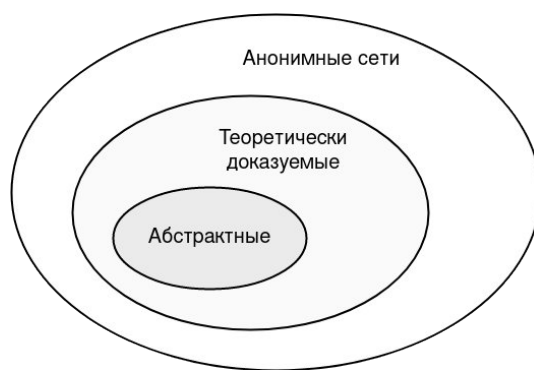 Анонимные сети
Теоретически
доказуемые
Абстрактные